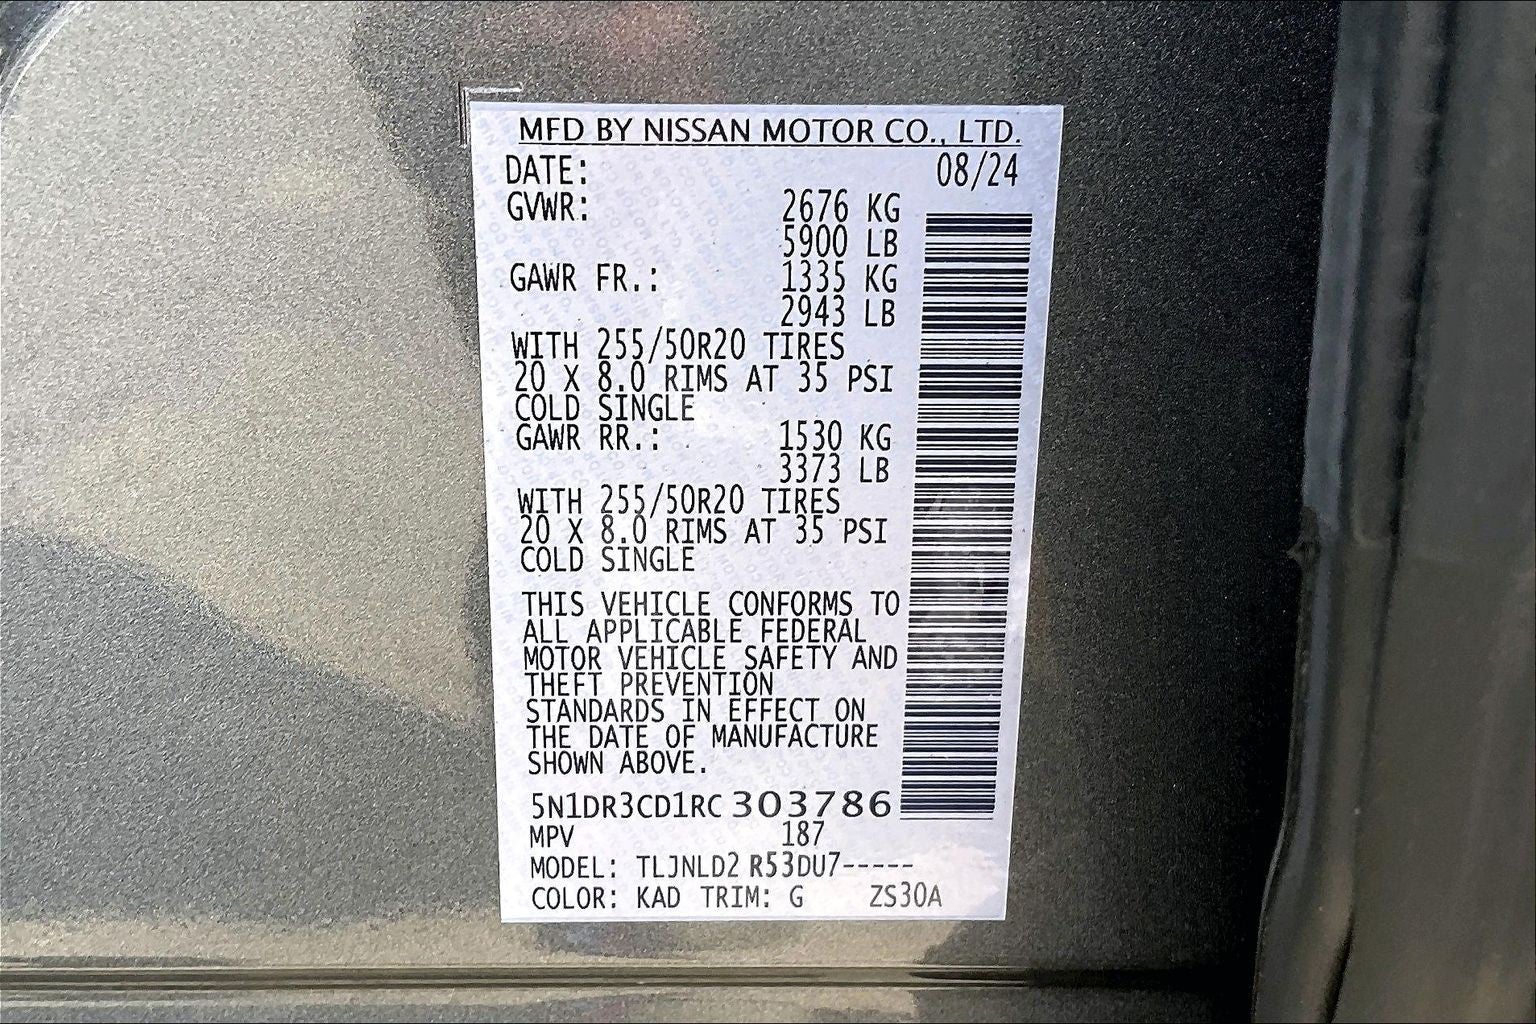 MFD BY NISSAN MOTOR CO., LTD.
DATE: 08/24
GVWR: 2676 KG
5900 LB
GAWR FR.: 1335 KG
2943 LB
WITH 255/50R20 TIRES
20 X 8.0 RIMS AT 35 PSI
COLD SINGLE
GAWR RR.: 1530 KG
3373 LB
WITH 255/50R20 TIRES
20 X 8.0 RIMS AT 35 PSI
COLD SINGLE
THIS VEHICLE CONFORMS TO
ALL APPLICABLE FEDERAL
MOTOR VEHICLE SAFETY AND
THEFT PREVENTION
STANDARDS IN EFFECT ON
THE DATE OF MANUFACTURE
SHOWN ABOVE.
5N1DR3CD1RC303786
MPV 187
MODEL: TLJNLD2 R53DU7-----
COLOR: KAD TRIM: G ZS30A